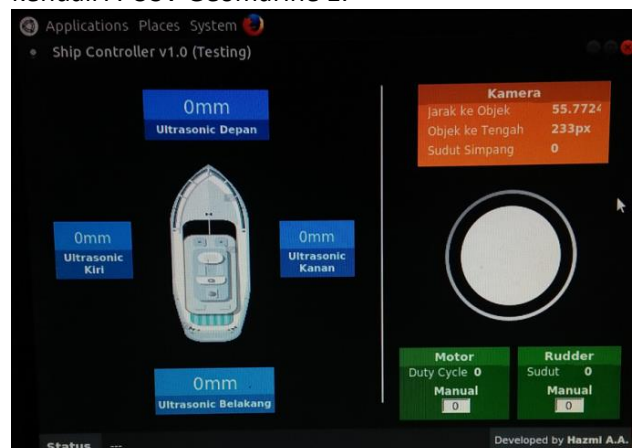 Applications Places System
Ship Controller v1.0 (Testing)
0mm
Ultrasonic Depan
0mm
Ultrasonic
Kiri
0mm
Ultrasonic
Kanan
0mm
Ultrasonic Belakang
Kamera
Jarak ke Objek 55.7724
Objek ke Tengah 233px
Sudut Simpang 0
Motor
Duty Cycle 0
Manual
0
Rudder
Sudut 0
Manual
0
Status ---
Developed by Hazmi A.A.